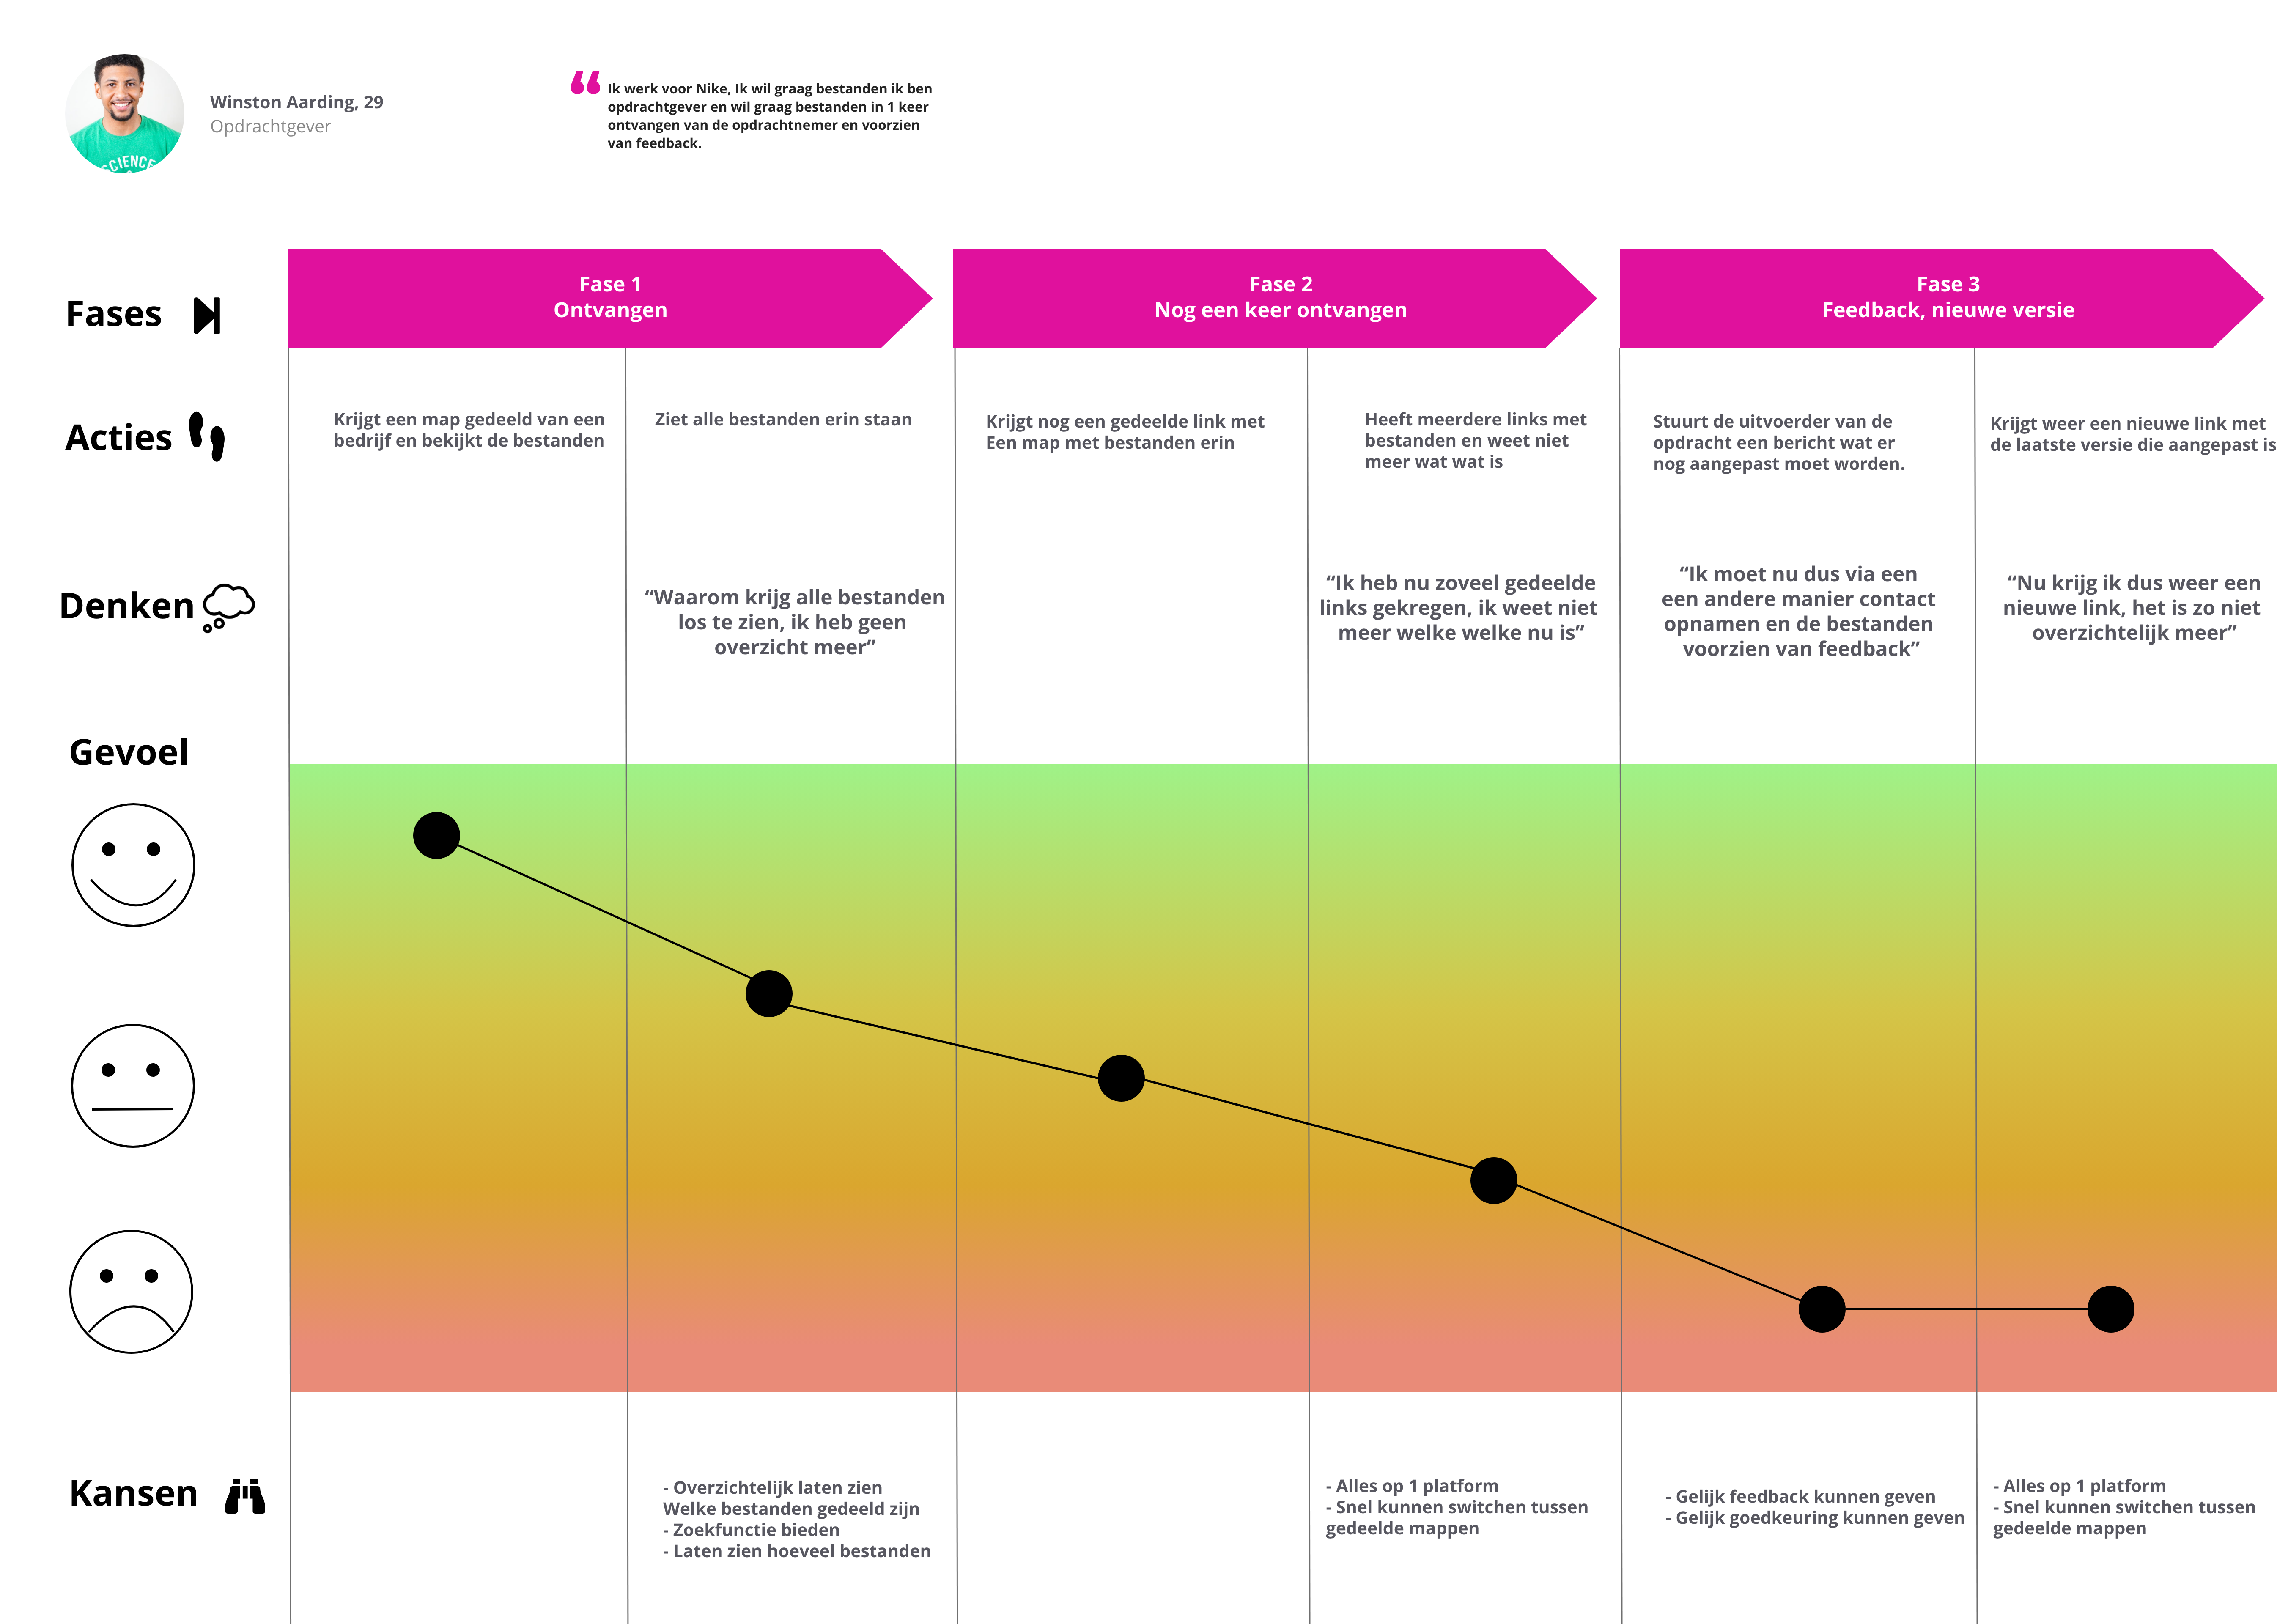 Winston Aarding, 29
Opdrachtgever
“
Ik werk voor Nike, Ik wil graag bestanden ik ben
opdrachtgever en wil graag bestanden in 1 keer
ontvangen van de opdrachtnemer en voorzien
van feedback.
SCIENCE
Fases
Fase 1
Ontvangen
Fase 2
Nog een keer ontvangen
Fase 3
Feedback, nieuwe versie
Acties
Krijgt een map gedeeld van een
bedrijf en bekijkt de bestanden
Ziet alle bestanden erin staan
Krijgt nog een gedeelde link met
Een map met bestanden erin
Heeft meerdere links met
bestanden en weet niet
meer wat wat is
Stuurt de uitvoerder van de
opdracht een bericht wat er
nog aangepast moet worden.
Krijgt weer een nieuwe link met
de laatste versie die aangepast is
Denken
“Waarom krijg alle bestanden
los te zien, ik heb geen
overzicht meer”
“Ik heb nu zoveel gedeelde
links gekregen, ik weet niet
meer welke welke nu is”
“Ik moet nu dus via een
een andere manier contact
opnamen en de bestanden
voorzien van feedback”
“Nu krijg ik dus weer een
nieuwe link, het is zo niet
overzichtelijk meer”
Gevoel
Kansen
- Overzichtelijk laten zien
Welke bestanden gedeeld zijn
- Zoekfunctie bieden
- Laten zien hoeveel bestanden
- Alles op 1 platform
- Snel kunnen switchen tussen
gedeelde mappen
- Gelijk feedback kunnen geven
- Gelijk goedkeuring kunnen geven
- Alles op 1 platform
- Snel kunnen switchen tussen
gedeelde mappen